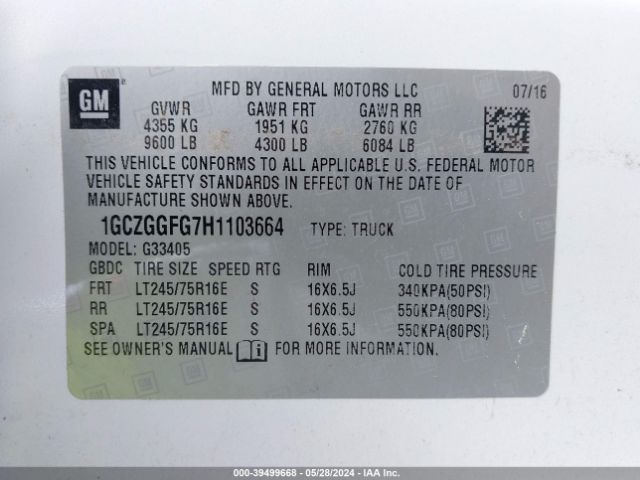 GM
MFD BY GENERAL MOTORS LLC 07/16
GVWR GAWR FRT GAWR RR
4355 KG 1951 KG 2760 KG
9600 LB 4300 LB 6084 LB
THIS VEHICLE CONFORMS TO ALL APPLICABLE U.S. FEDERAL MOTOR
VEHICLE SAFETY STANDARDS IN EFFECT ON THE DATE OF
MANUFACTURE SHOWN ABOVE.
1GCZGGFG7H1103664 TYPE: TRUCK
MODEL: G33405
GBDC TIRE SIZE SPEED RTG RIM COLD TIRE PRESSURE
FRT LT245/75R16E S 16X6.5J 340KPA(50PSI)
RR LT245/75R16E S 16X6.5J 550KPA(80PSI)
SPA LT245/75R16E S 16X6.5J 550KPA(80PSI)
SEE OWNER'S MANUAL FOR MORE INFORMATION.
© - 39499668 - 05/28/2024 - IAAI.COM